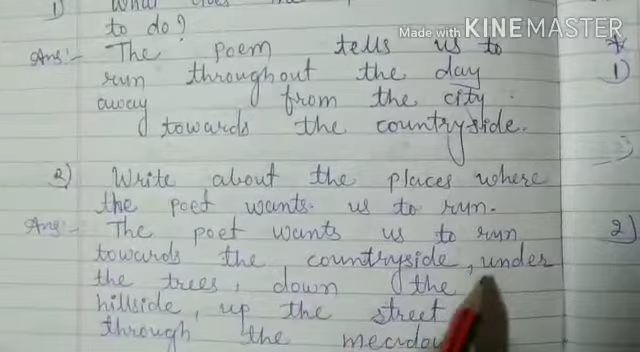 Made with KINEMASTER
1)
to do?
Ans:- The poem tells us to
run throughout the day
away from the city.
towards the countryside.
2) Write about the places where
the poet wants us to run.
Ans:- The poet wants us to run
towards the countryside, under
the trees, down the
hillside, up the street
through the
1)
2)